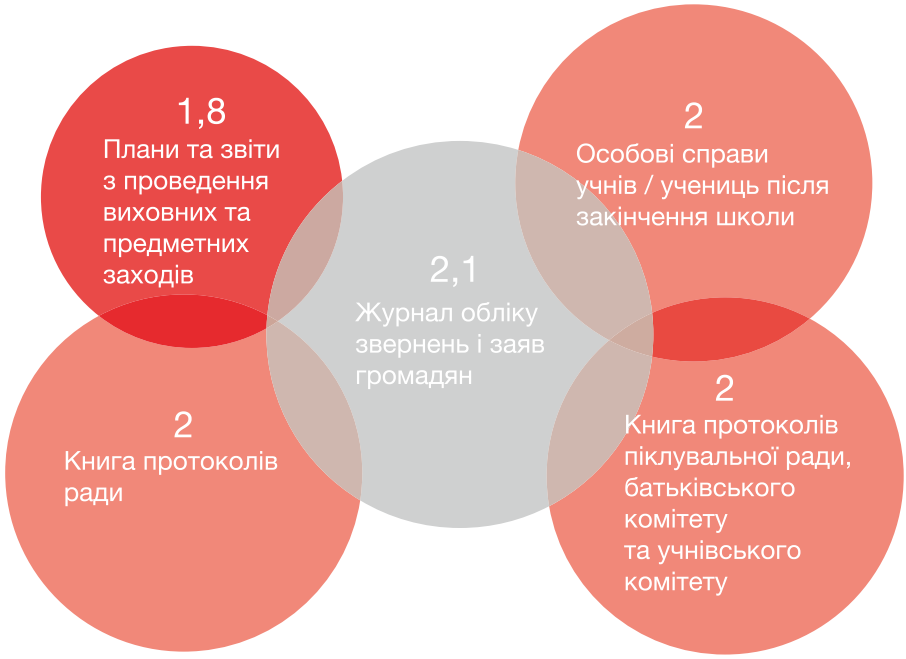 1,8
Плани та звіти
з проведення
виховних та
предметних
заходів
2
Особові справи
учнів / учениць після
закінчення школи
2,1
Журнал обліку
звернень і заяв
громадян
2
Книга протоколів
ради
2
Книга протоколів
піклувальної ради,
батьківського
комітету
та учнівського
комітету